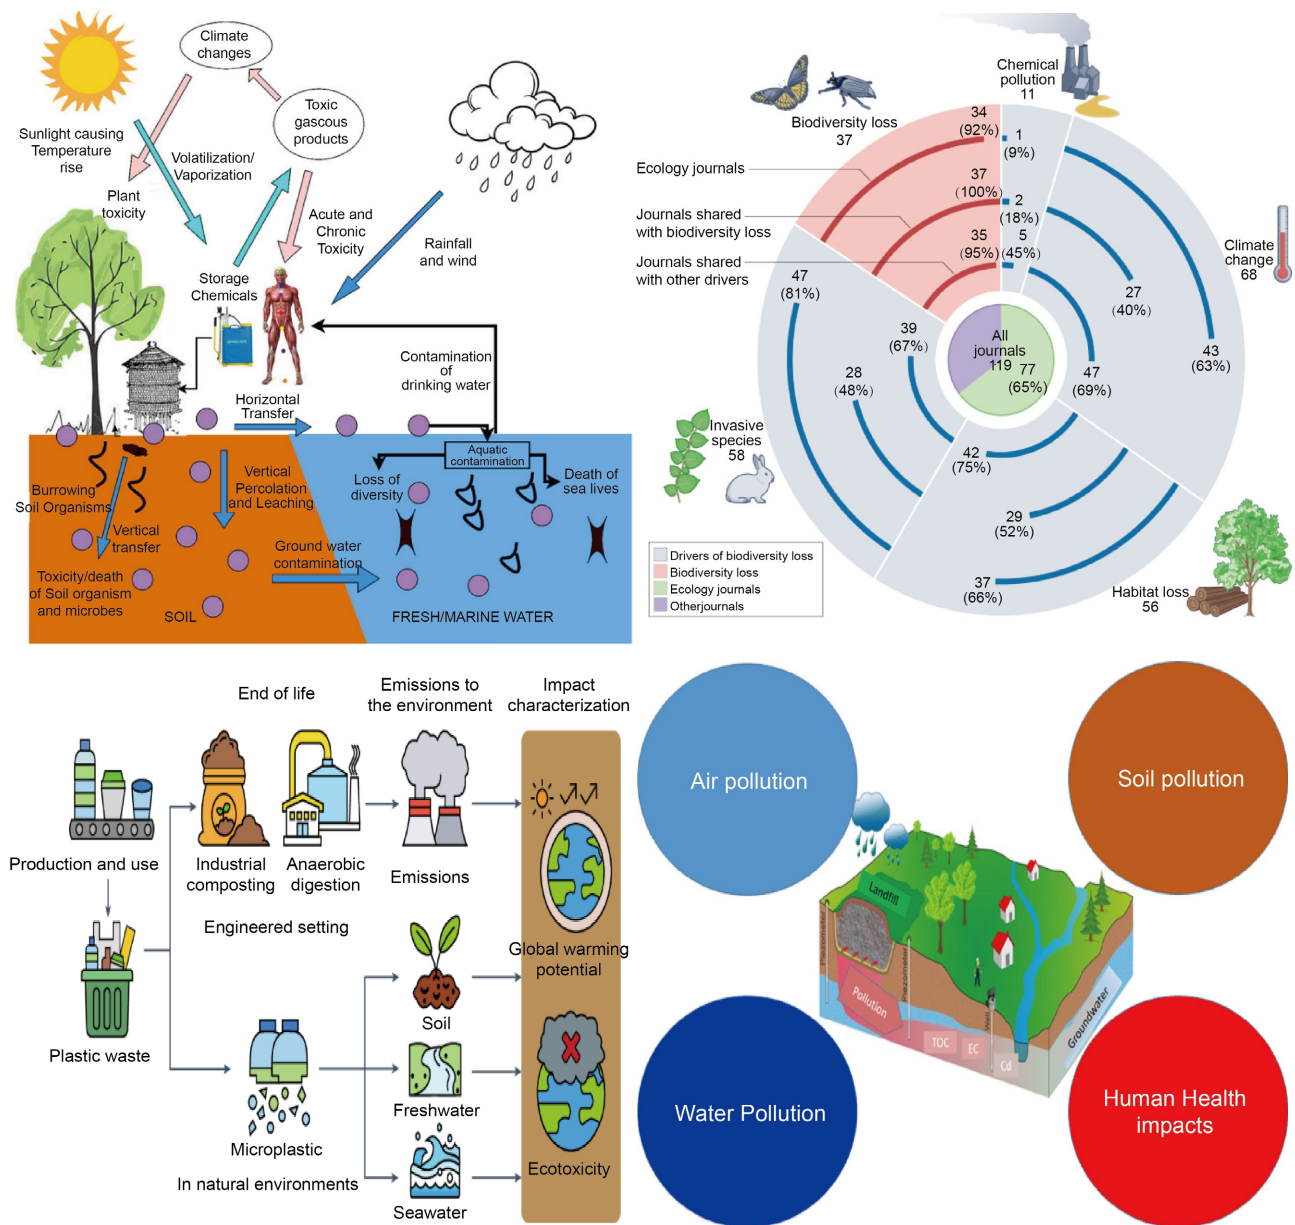 Climate
changes
Toxic
gascous
products
Sunlight causing
Temperature
rise
Volatilization/
Vaporization
Plant
toxicity
Acute and
Chronic
Toxicity
Rainfall
and wind
Storage
Chemicals
Contamination
of
drinking water
Horizontal
Transfer
Aquatic
contamination
Loss of
diversity
Death of
sea lives
Burrowing
Soil Organisms
Vertical
Percolation
and Leaching
Vertical
transfer
Ground water
contamination
Toxicity/death
of Soil organism
and microbes
SOIL
FRESH/MARINE WATER
Chemical
pollution
11
Biodiversity loss
37
34
(92%)
1
(9%)
Ecology journals
37
(100%)
2
(18%)
Journals shared
with biodiversity loss
35
(95%)
5
(45%)
Journals shared
with other drivers
Climate
change
68
47
(81%)
27
(40%)
39
(67%)
43
(63%)
28
(48%)
47
(69%)
All
journals
119
77
(65%)
Invasive
species
58
42
(75%)
29
(52%)
37
(66%)
Habitat loss
56
Drivers of biodiversity loss
Biodiversity loss
Ecology journals
Otherjournals
End of life
Emissions to
the environment
Impact
characterization
Production and use
Industrial
composting
Anaerobic
digestion
Emissions
Engineered setting
Global warming
potential
Plastic waste
Soil
Freshwater
Microplastic
In natural environments
Seawater
Ecotoxicity
Air pollution
Soil pollution
Landfill
Piezometer
Piezometer
Pollution
Well
Groundwater
TOC
EC
Cd
Water Pollution
Human Health
impacts